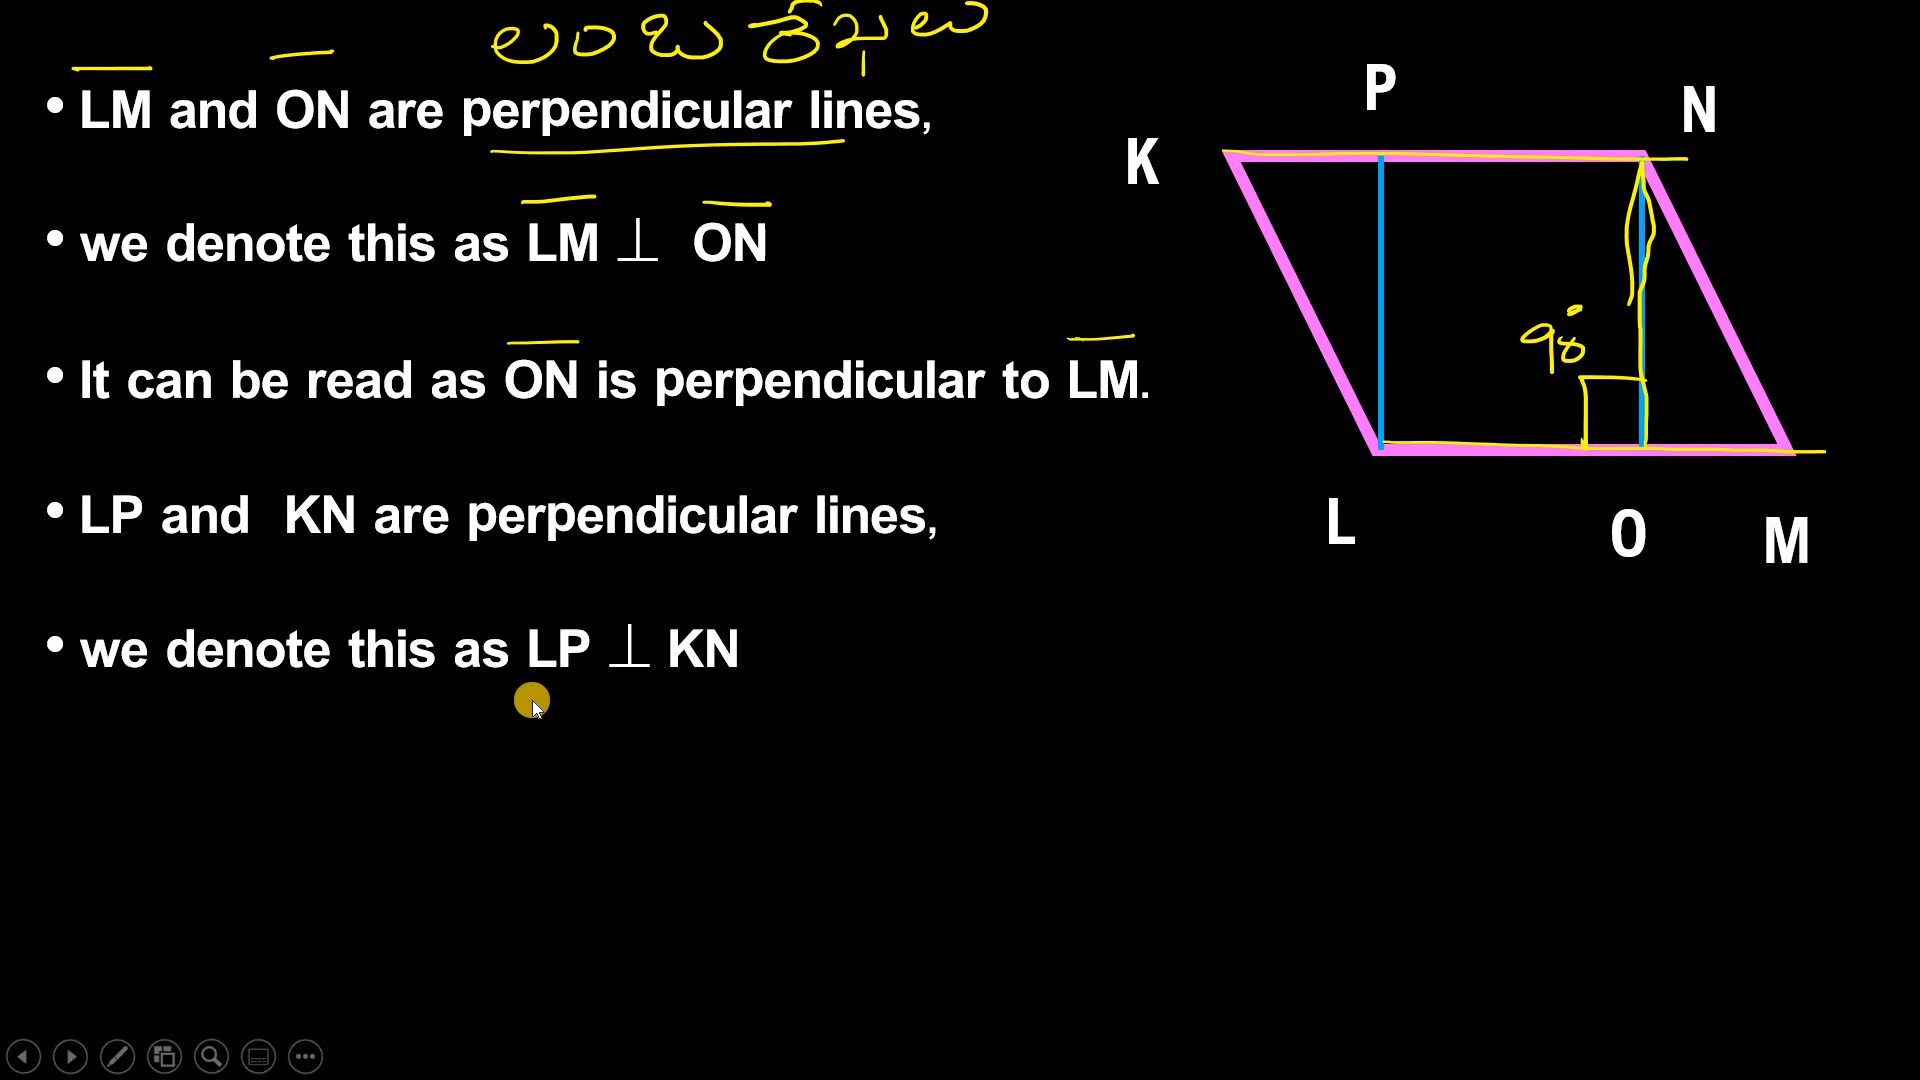 లంబ రేఖలు
• LM and ON are perpendicular lines,
• we denote this as LM ⊥ ON
• It can be read as ON is perpendicular to LM.
• LP and KN are perpendicular lines,
• we denote this as LP ⊥ KN
P
N
K
90°
L
O
M